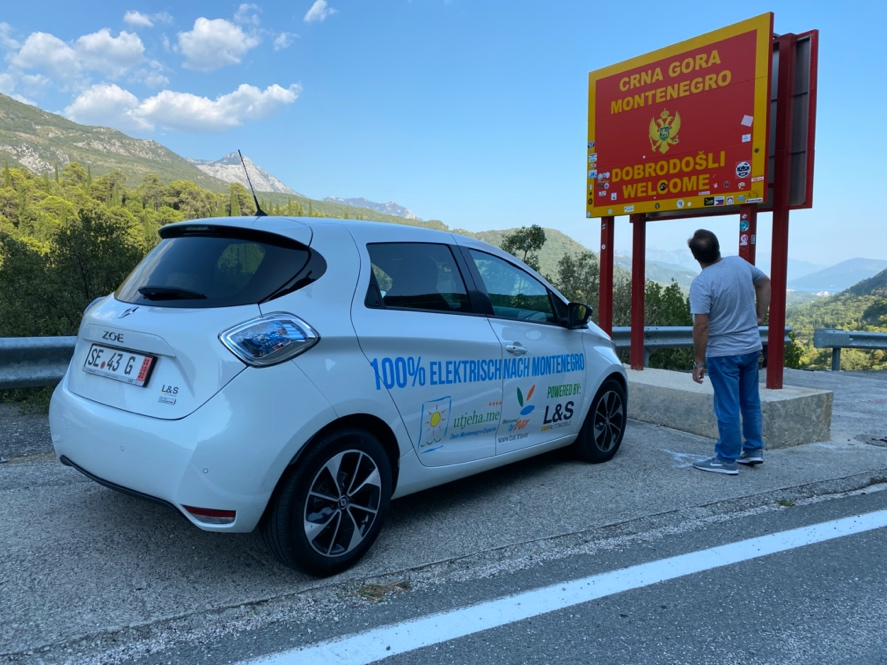 CRNA GORA
MONTENEGRO
DOBRODOŠLI
WELCOME
ZOE
SE·43 G
L&S
100% ELEKTRISCH NACH MONTENEGRO
utjeha.me
POWERED BY:
L&S